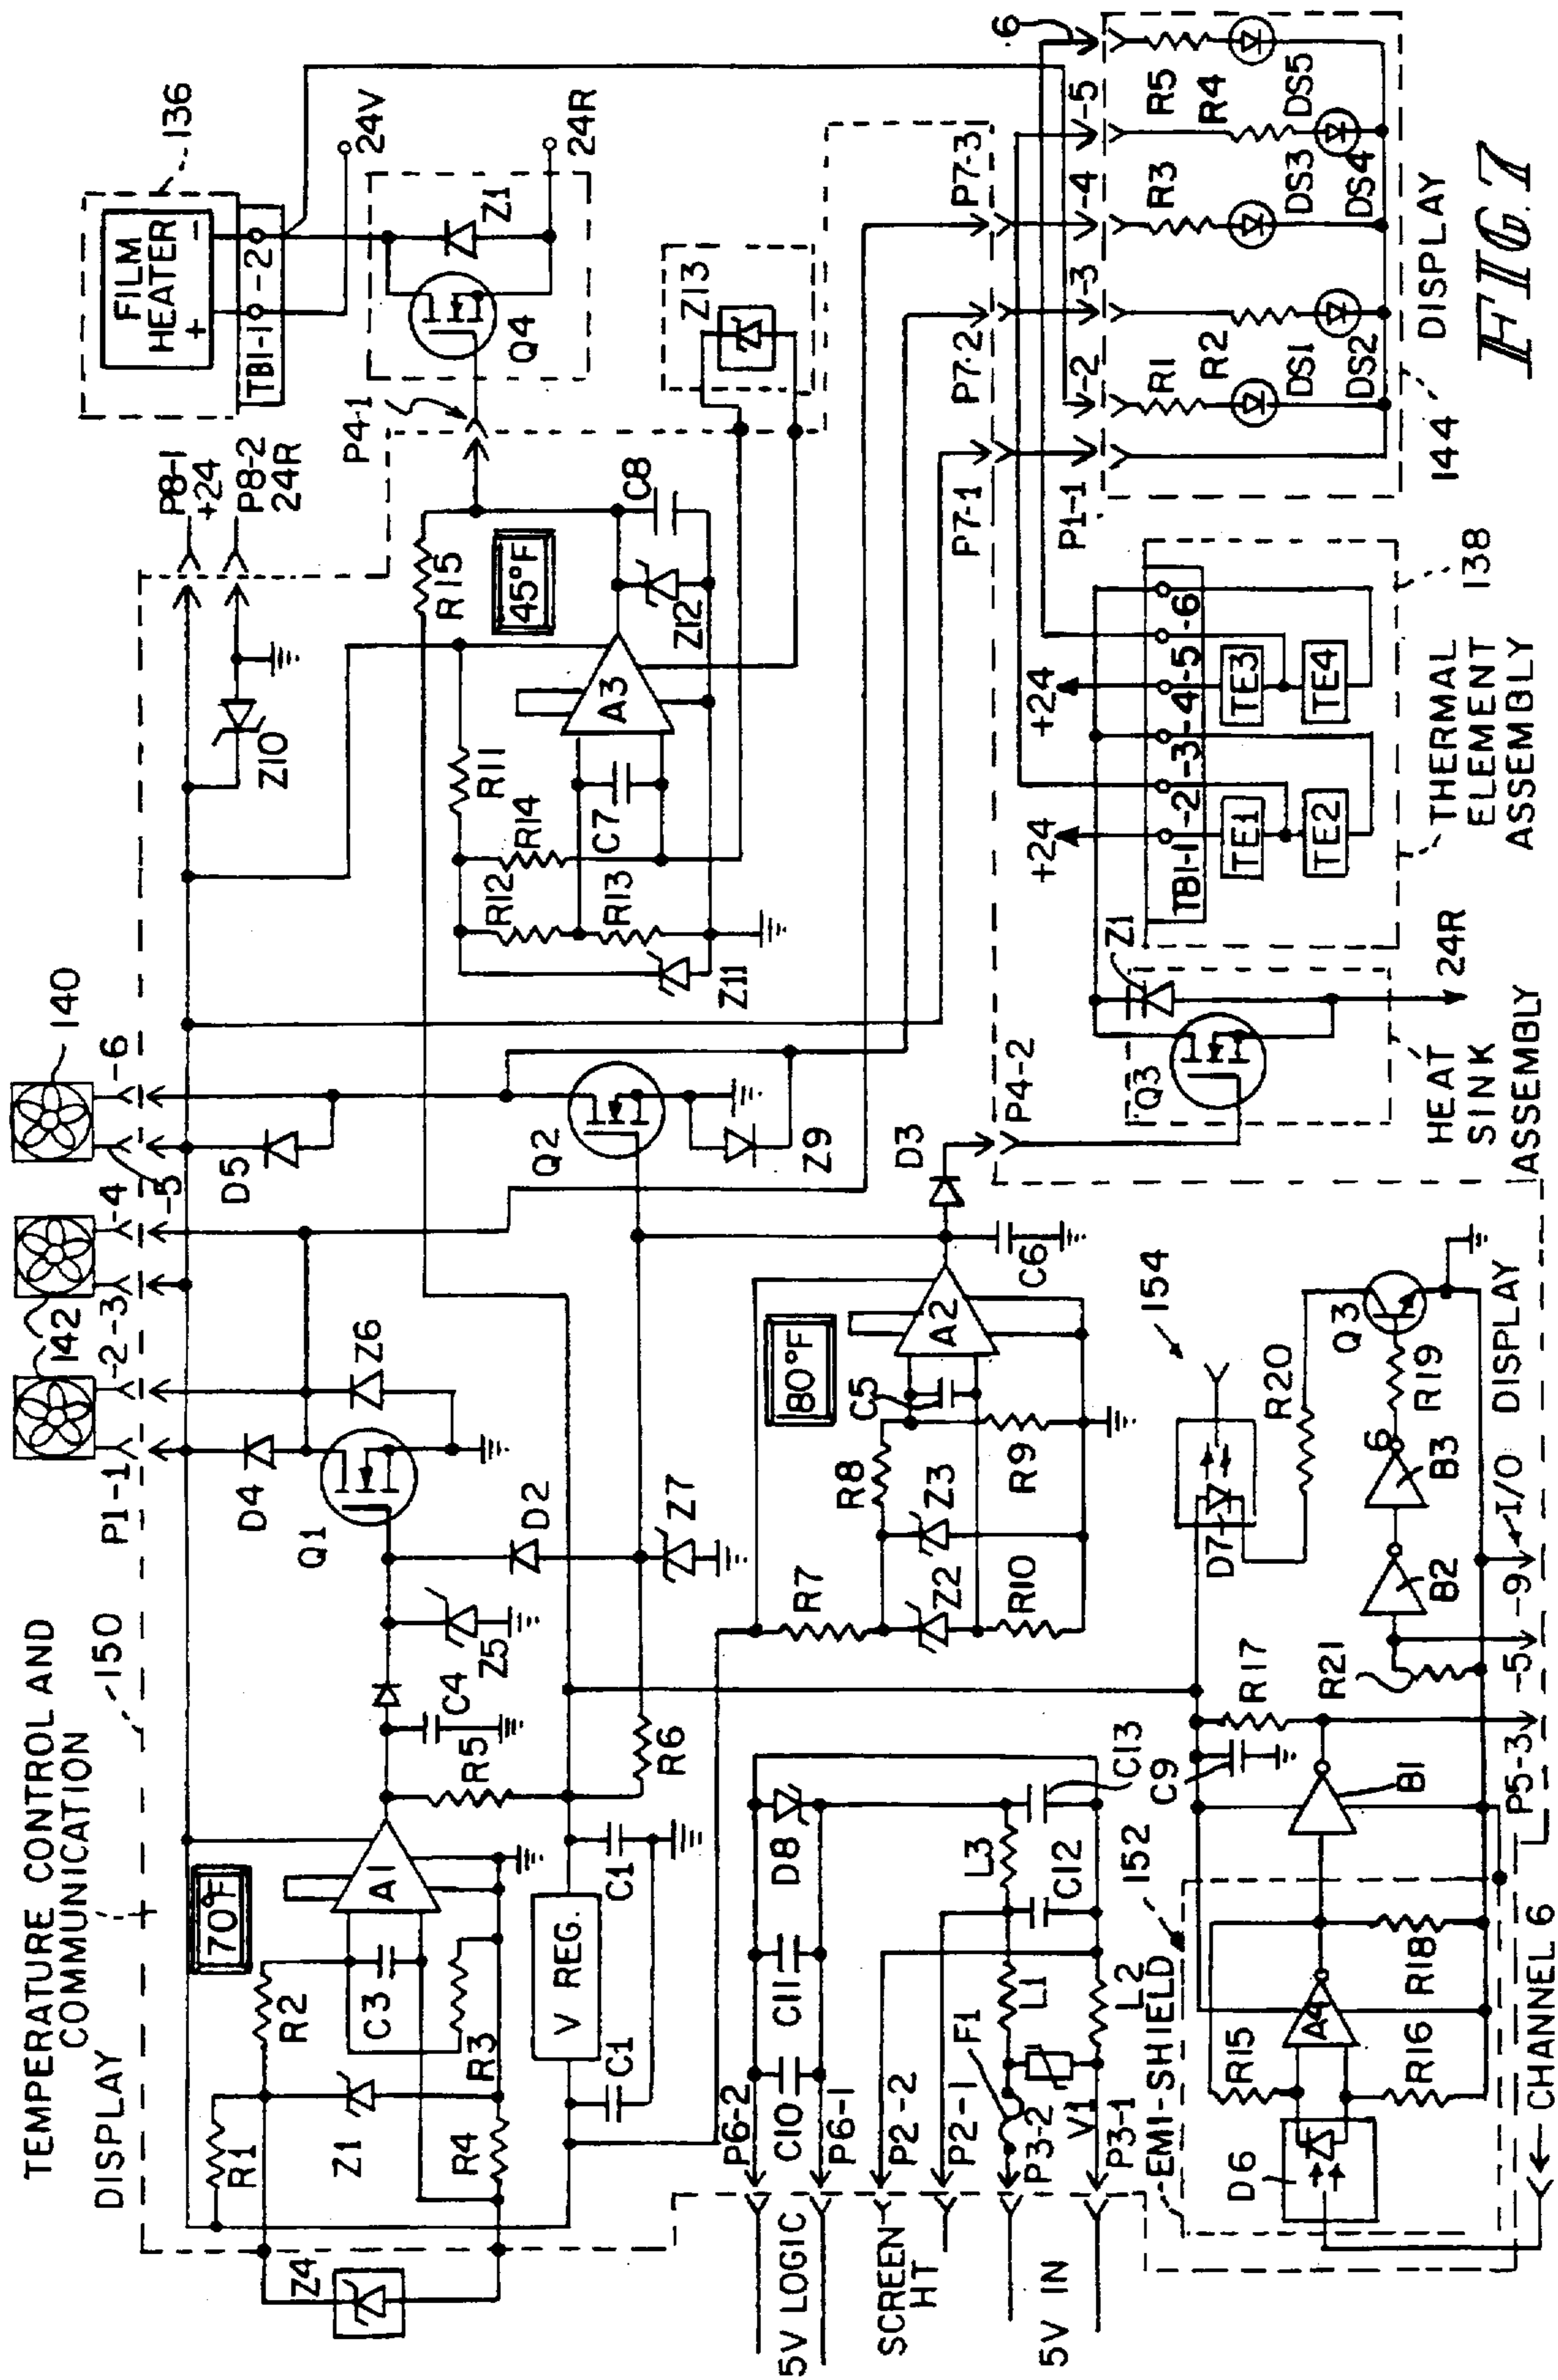 TEMPERATURE CONTROL AND
COMMUNICATION
150
DISPLAY
P1-1
-2
-3
-4
-5
-6
142
140
P8-1
+24
P8-2
24R
136
FILM
HEATER
+
-
TB1-1
-2
24V
24R
Z1
Q4
P4-1
Z13
R1
R2
70°F
A1
C3
Z1
R3
R4
Z4
C4
Z5
R5
V REG.
C1
C1
R6
D4
Q1
Z6
D2
Z7
D5
Q2
Z9
Z10
R11
R12
R13
R14
Z11
C7
A3
45°F
R15
Z12
C8
R7
R8
Z2
Z3
R9
R10
C5
80°F
A2
C6
D3
P4-2
P7-1
P7-2
P7-3
6
P1-1
-2
-3
-4
-5
R1
R2
R3
R4
R5
DS1
DS2
DS3
DS4
DS5
DISPLAY
144
+24
+24
TB1-1
-2
-3
-4
-5
-6
TE1
TE2
TE3
TE4
138
THERMAL
ELEMENT
ASSEMBLY
Z1
Q3
24R
HEAT
SINK
ASSEMBLY
P6-2
P6-1
5V LOGIC
C10
C11
D8
P2-2
P2-1
SCREEN
HT
P3-2
P3-1
5V IN
F1
V1
L1
L2
L3
C12
C13
EMI-SHIELD
152
D6
R15
R16
A4
R18
B1
C9
R17
R21
B2
B3
6
R19
R20
Q3
D7
154
P5-3
-5
-9
I/O DISPLAY
CHANNEL 6
FIG. 7